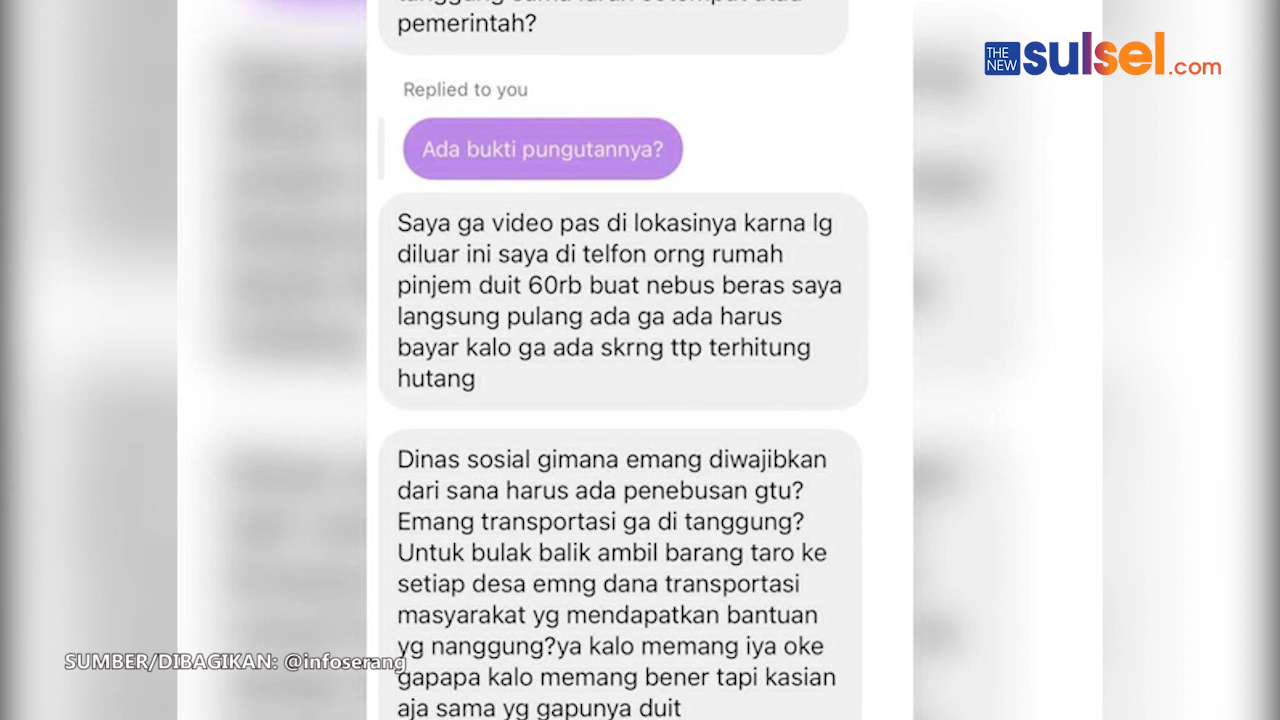 pemerintah?
THE NEW sulsel.com
Replied to you
Ada bukti pungutannya?
Saya ga video pas di lokasinya karna lg
diluar ini saya di telfon orng rumah
pinjem duit 60rb buat nebus beras saya
langsung pulang ada ga ada harus
bayar kalo ga ada skrng ttp terhitung
hutang
Dinas sosial gimana emang diwajibkan
dari sana harus ada penebusan gtu?
Emang transportasi ga di tanggung?
Untuk bulak balik ambil barang taro ke
setiap desa emng dana transportasi
masyarakat yg mendapatkan bantuan
yg nanggung?ya kalo memang iya oke
gapapa kalo memang bener tapi kasian
aja sama yg gapunya duit
SUMBER/DIBAGIKAN: @infoserang